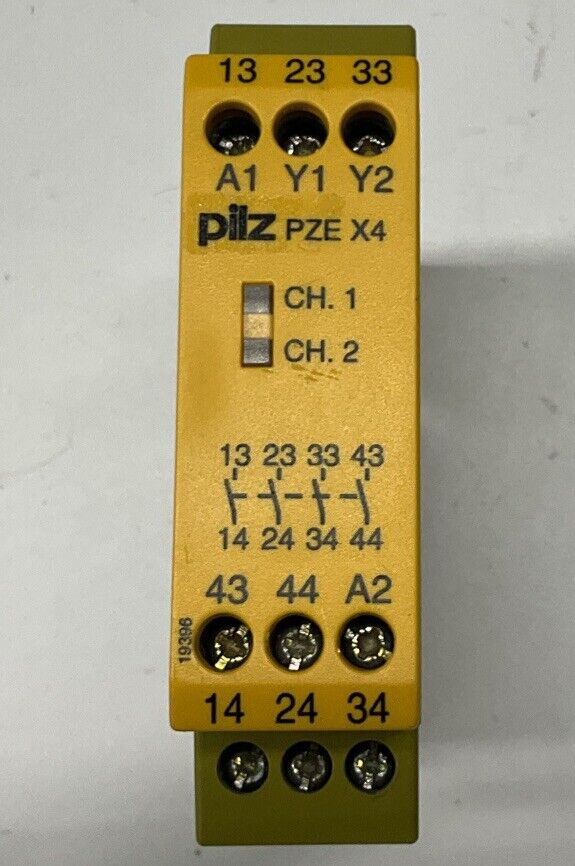 13 23 33
A1 Y1 Y2
pilz PZE X4
CH. 1
CH. 2
13 23 33 43
14 24 34 44
43 44 A2
19396
14 24 34